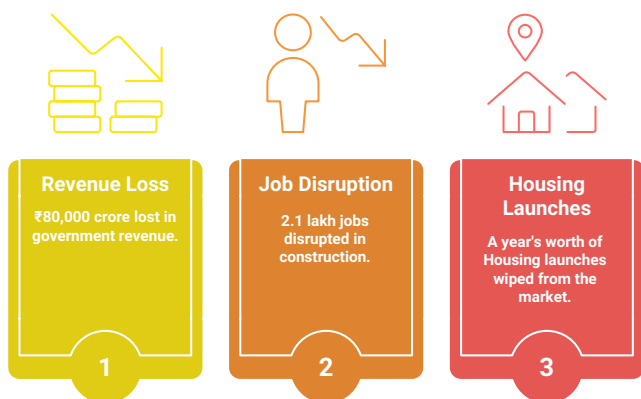 Revenue Loss
₹80,000 crore lost in
government revenue.
1
Job Disruption
2.1 lakh jobs
disrupted in
construction.
2
Housing
Launches
A year's worth of
Housing launches
wiped from the
market.
3